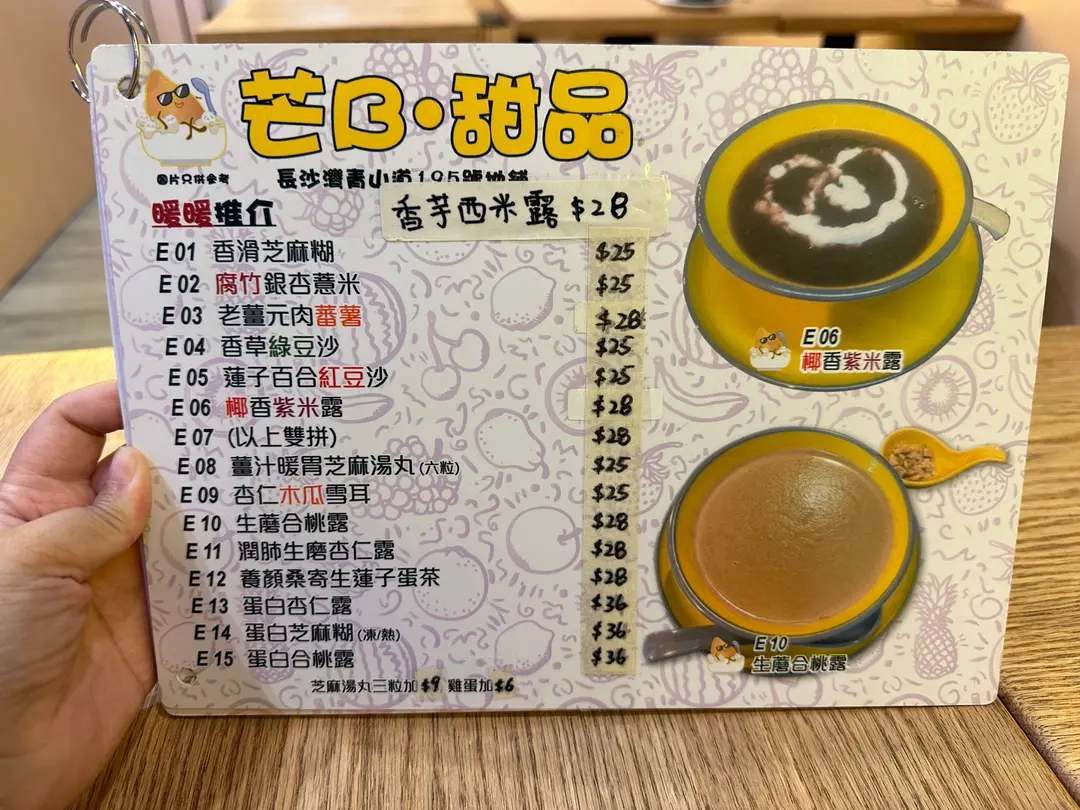 芒B·甜品
圖片只供參考
長沙灣青山道195號地舖
暖暖推介
香芋西米露 $28
E 01 香滑芝麻糊 $25
E 02 腐竹銀杏薏米 $25
E 03 老薑元肉蕃薯 $28
E 04 香草綠豆沙 $25
E 05 蓮子百合紅豆沙 $25
E 06 椰香紫米露 $28
E 07 (以上雙拼) $28
E 08 薑汁暖胃芝麻湯丸(六粒) $25
E 09 杏仁木瓜雪耳 $25
E 10 生蘑合桃露 $28
E 11 潤肺生磨杏仁露 $28
E 12 養顏桑寄生蓮子蛋茶 $28
E 13 蛋白杏仁露 $36
E 14 蛋白芝麻糊(凍/熱) $36
E 15 蛋白合桃露 $36
芝麻湯丸三粒加$9 雞蛋加$6
E 06
椰香紫米露
E 10
生蘑合桃露